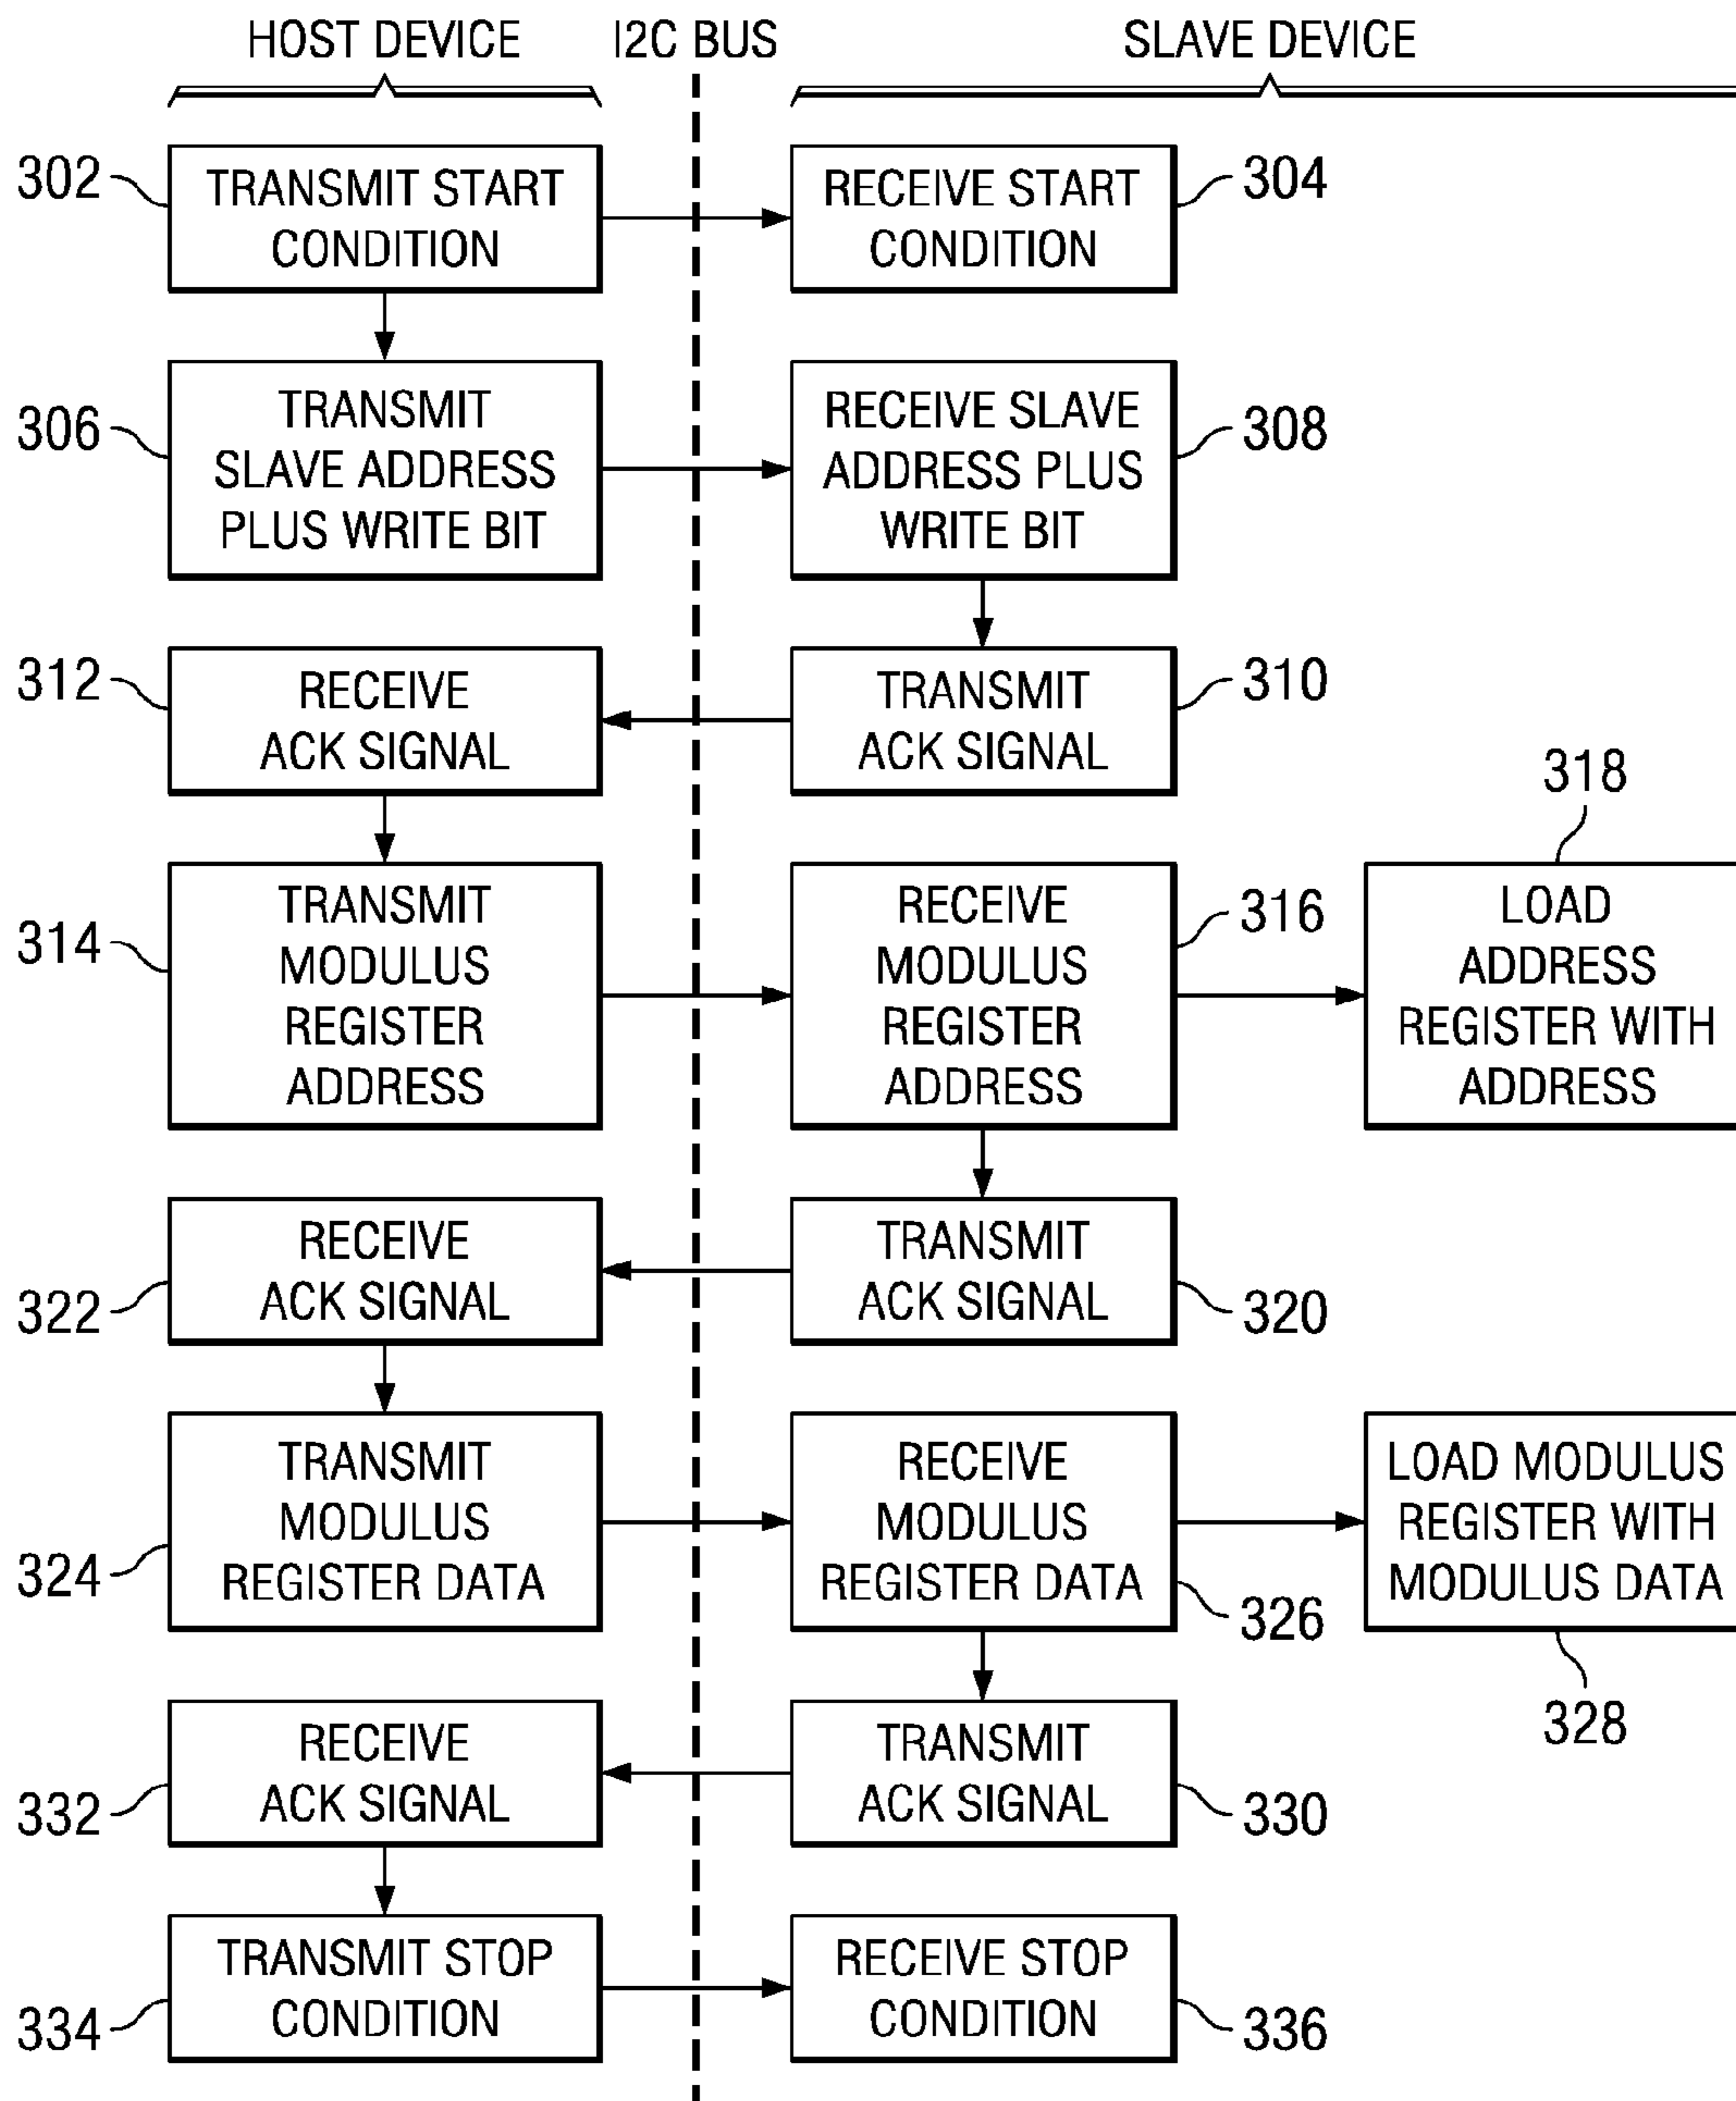 HOST DEVICE
I2C BUS
SLAVE DEVICE
302
TRANSMIT START
CONDITION
RECEIVE START
CONDITION
304
306
TRANSMIT
SLAVE ADDRESS
PLUS WRITE BIT
RECEIVE SLAVE
ADDRESS PLUS
WRITE BIT
308
312
RECEIVE
ACK SIGNAL
TRANSMIT
ACK SIGNAL
310
314
TRANSMIT
MODULUS
REGISTER
ADDRESS
RECEIVE
MODULUS
REGISTER
ADDRESS
316
318
LOAD
ADDRESS
REGISTER WITH
ADDRESS
322
RECEIVE
ACK SIGNAL
TRANSMIT
ACK SIGNAL
320
324
TRANSMIT
MODULUS
REGISTER DATA
RECEIVE
MODULUS
REGISTER DATA
326
LOAD MODULUS
REGISTER WITH
MODULUS DATA
328
332
RECEIVE
ACK SIGNAL
TRANSMIT
ACK SIGNAL
330
334
TRANSMIT STOP
CONDITION
RECEIVE STOP
CONDITION
336